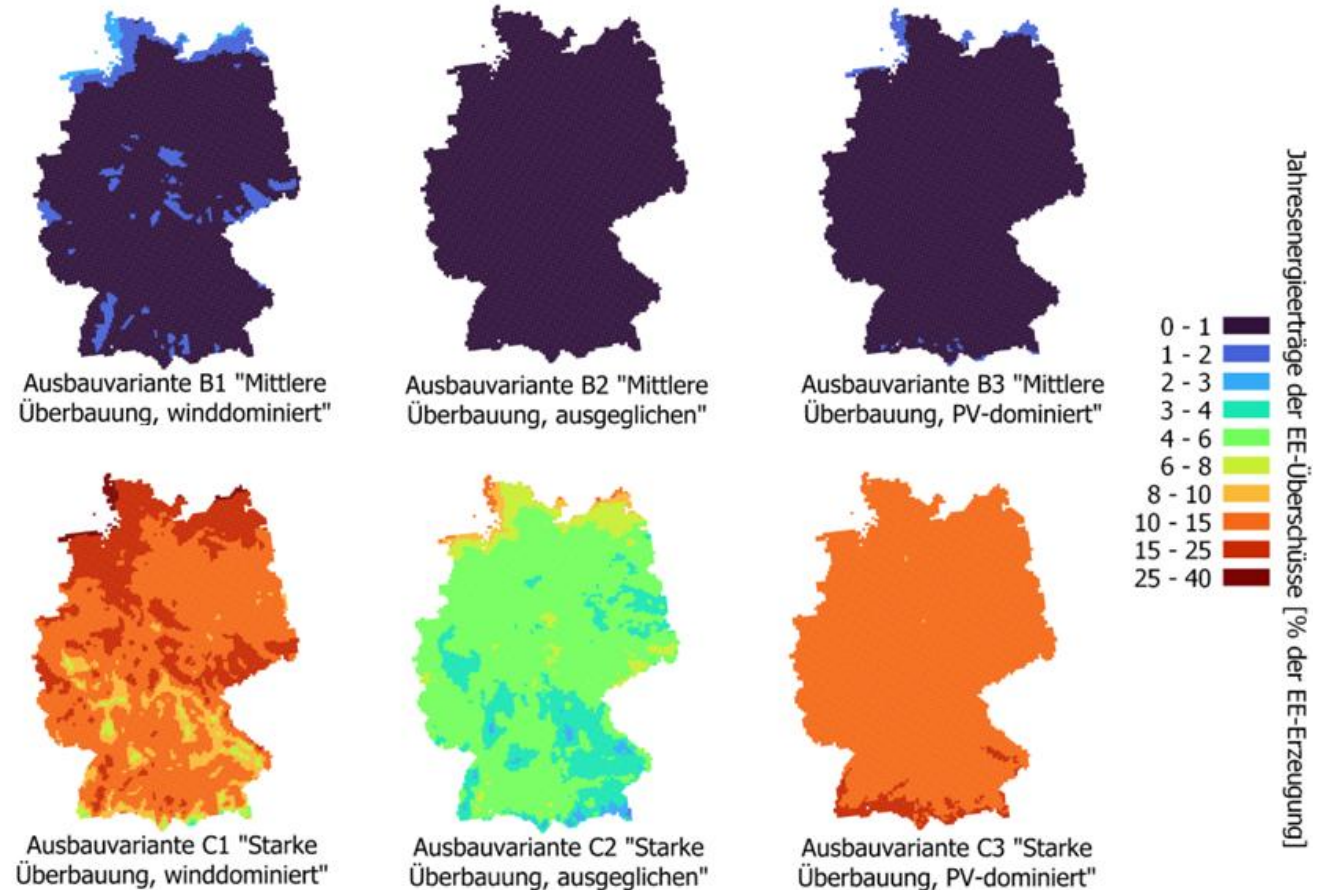 Ausbauvariante B1 "Mittlere
Überbauung, winddominiert"
Ausbauvariante B2 "Mittlere
Überbauung, ausgeglichen"
Ausbauvariante B3 "Mittlere
Überbauung, PV-dominiert"
Ausbauvariante C1 "Starke
Überbauung, winddominiert"
Ausbauvariante C2 "Starke
Überbauung, ausgeglichen"
Ausbauvariante C3 "Starke
Überbauung, PV-dominiert"
0 - 1
1 - 2
2 - 3
3 - 4
4 - 6
6 - 8
8 - 10
10 - 15
15 - 25
25 - 40
Jahresenergieerträge der EE-Überschüsse [% der EE-Erzeugung]